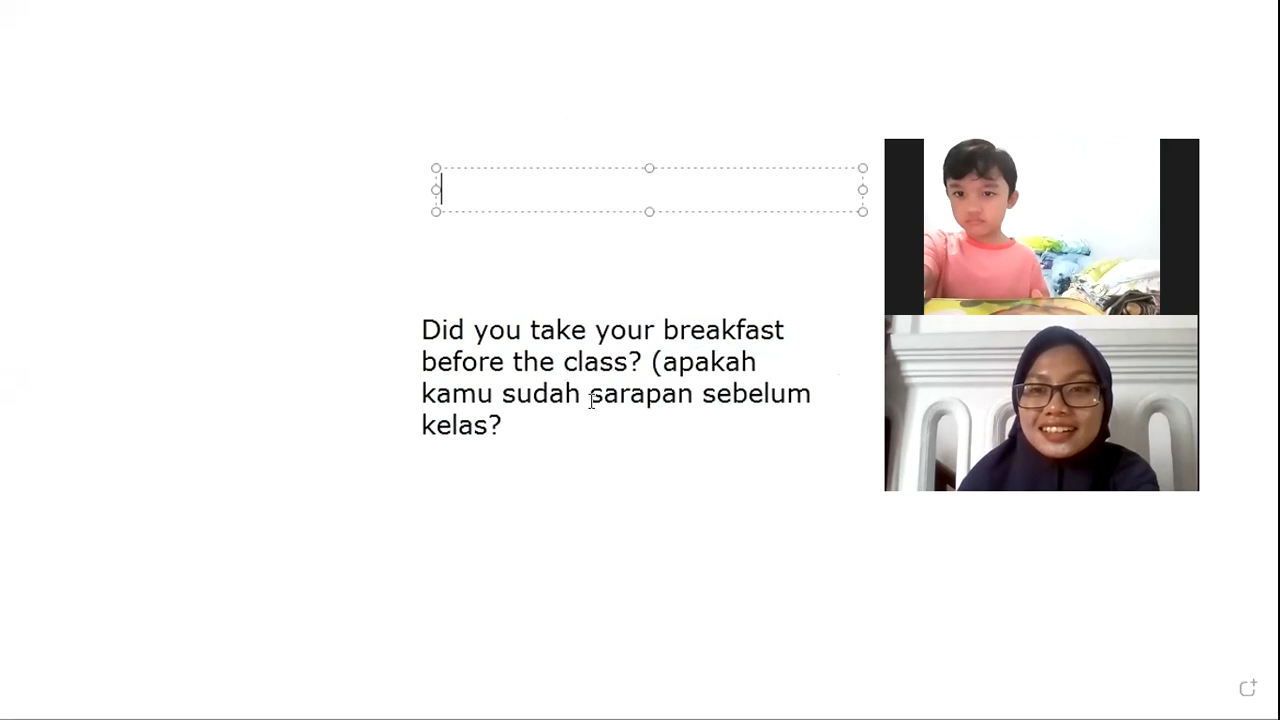 Did you take your breakfast
before the class? (apakah
kamu sudah sarapan sebelum
kelas?